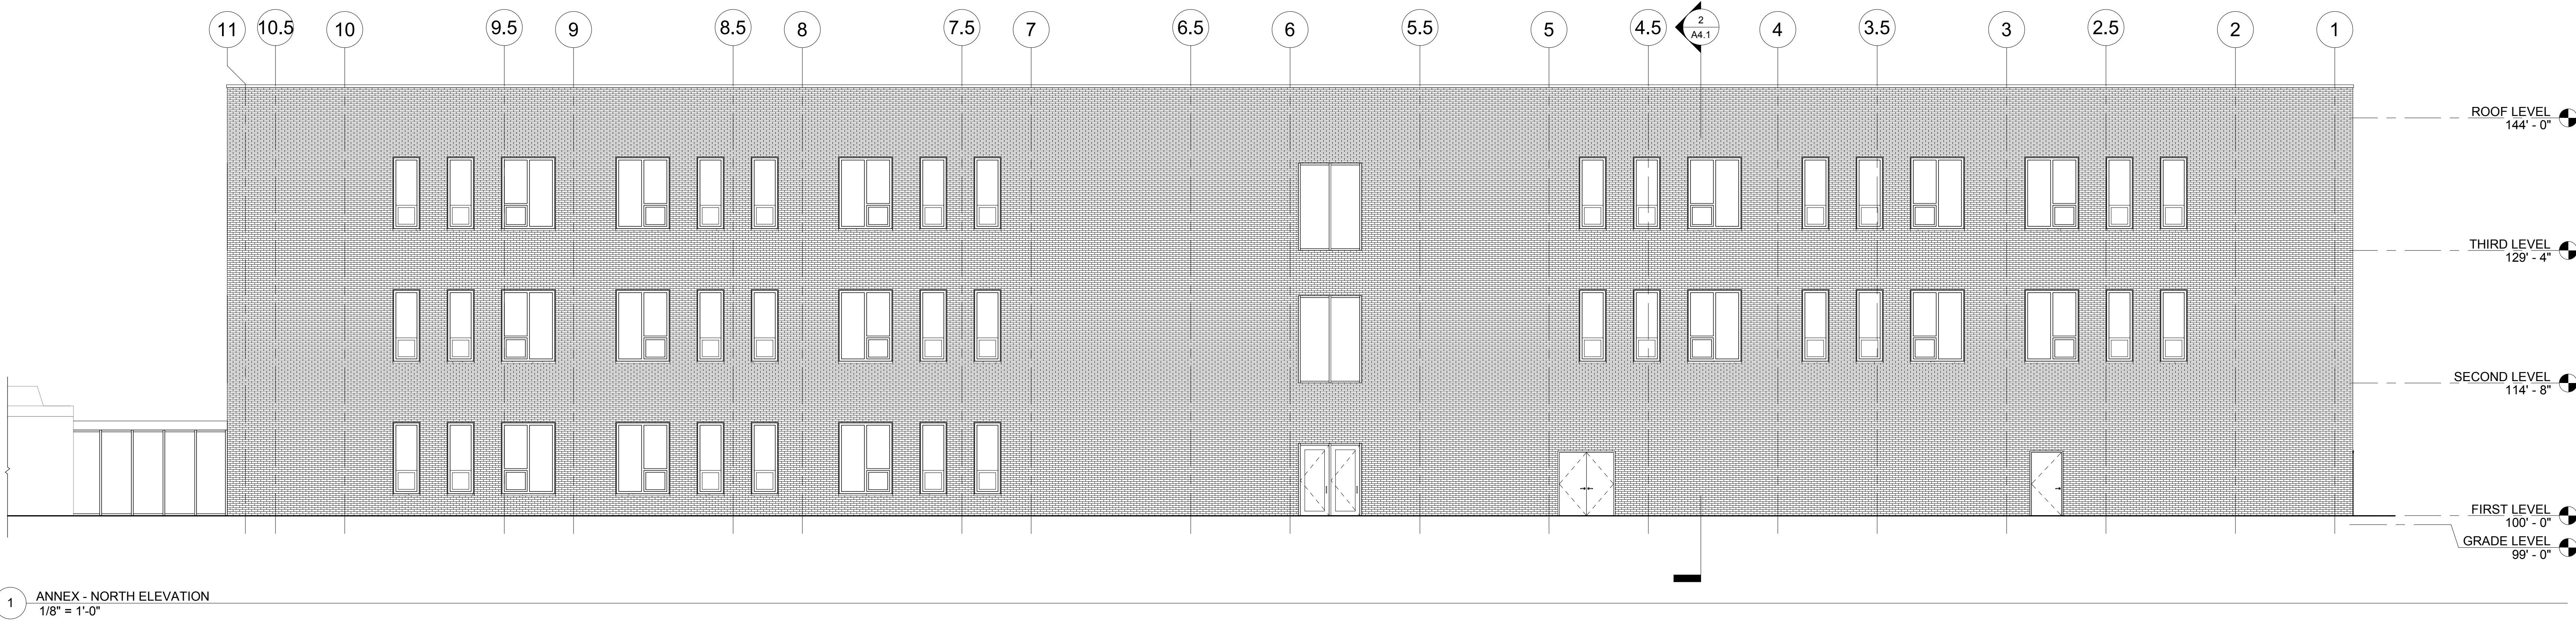 11 10.5 10 9.5 9 8.5 8 7.5 7 6.5 6 5.5 5 4.5 2 4 3.5 3 2.5 2 1
A4.1
ROOF LEVEL
144' - 0"
THIRD LEVEL
129' - 4"
SECOND LEVEL
114' - 8"
FIRST LEVEL
100' - 0"
GRADE LEVEL
99' - 0"
1 ANNEX - NORTH ELEVATION
1/8" = 1'-0"